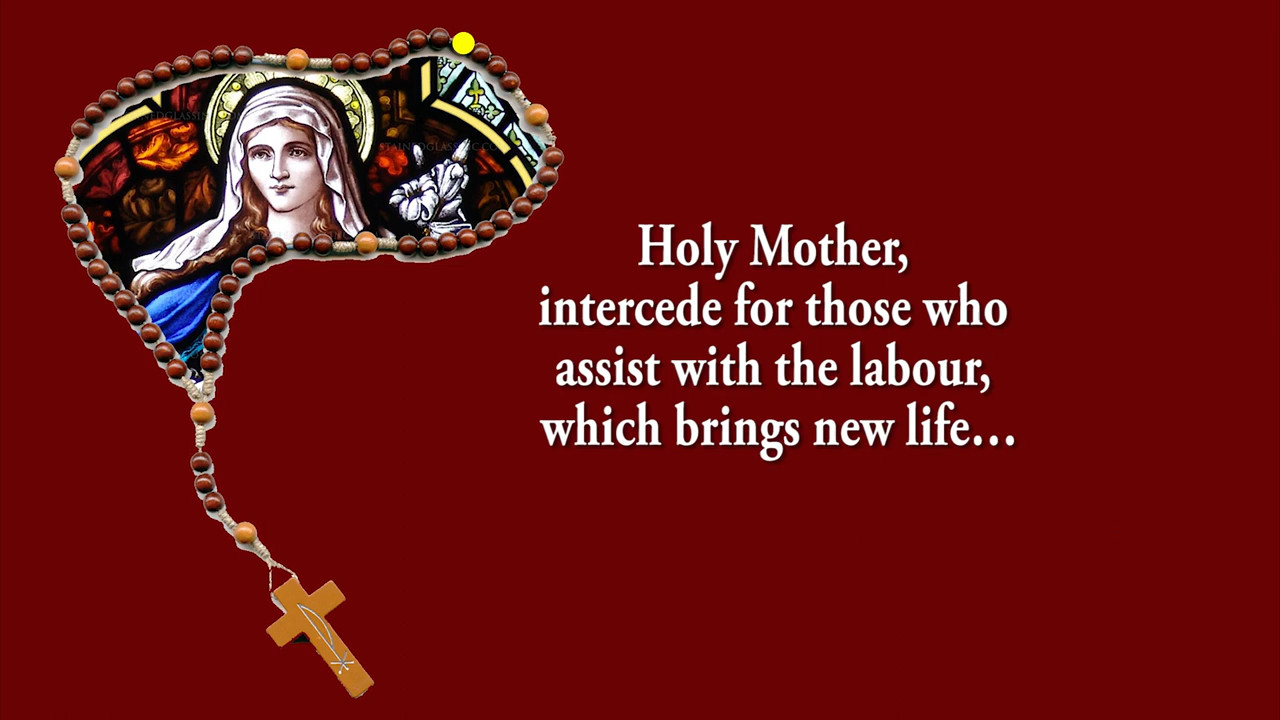 Holy Mother,
intercede for those who
assist with the labour,
which brings new life...